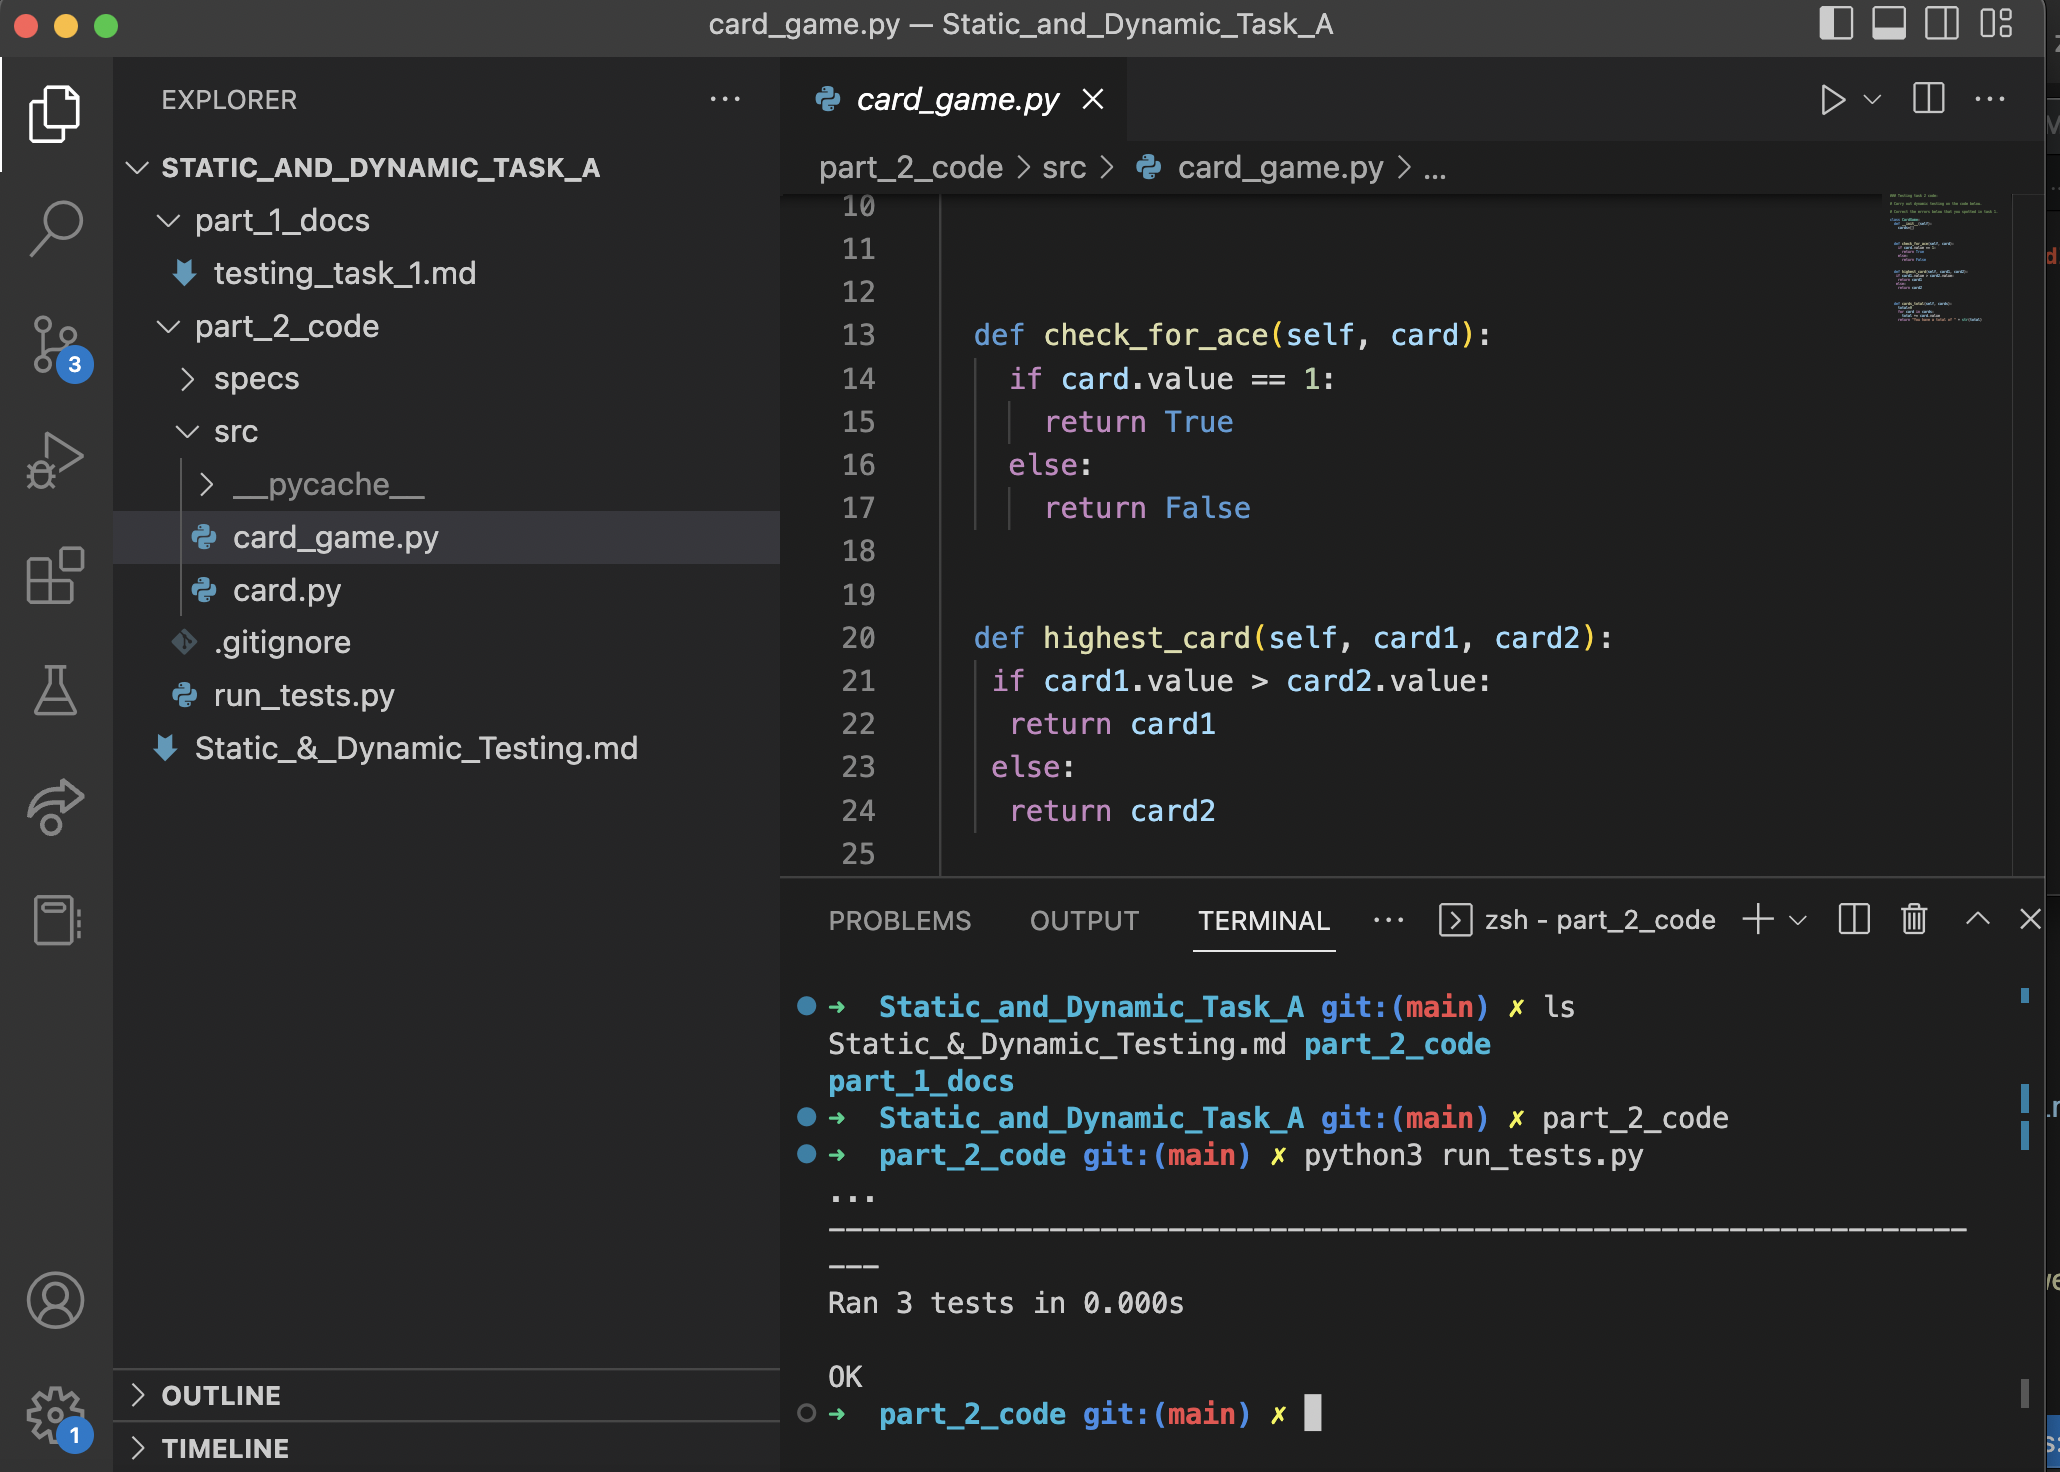 card_game.py — Static_and_Dynamic_Task_A
EXPLORER
STATIC_AND_DYNAMIC_TASK_A
part_1_docs
testing_task_1.md
part_2_code
specs
src
__pycache__
card_game.py
card.py
.gitignore
run_tests.py
Static_&_Dynamic_Testing.md
OUTLINE
TIMELINE
3
1
card_game.py
part_2_code > src > card_game.py > ...
10
11
12
13 def check_for_ace(self, card):
14 if card.value == 1:
15 return True
16 else:
17 return False
18
19
20 def highest_card(self, card1, card2):
21 if card1.value > card2.value:
22 return card1
23 else:
24 return card2
25
PROBLEMS OUTPUT TERMINAL ... zsh - part_2_code
➜ Static_and_Dynamic_Task_A git:(main) ✗ ls
Static_&_Dynamic_Testing.md part_2_code
part_1_docs
➜ Static_and_Dynamic_Task_A git:(main) ✗ part_2_code
➜ part_2_code git:(main) ✗ python3 run_tests.py
...
-------------------------------------------------------------------
---
Ran 3 tests in 0.000s
OK
➜ part_2_code git:(main) ✗